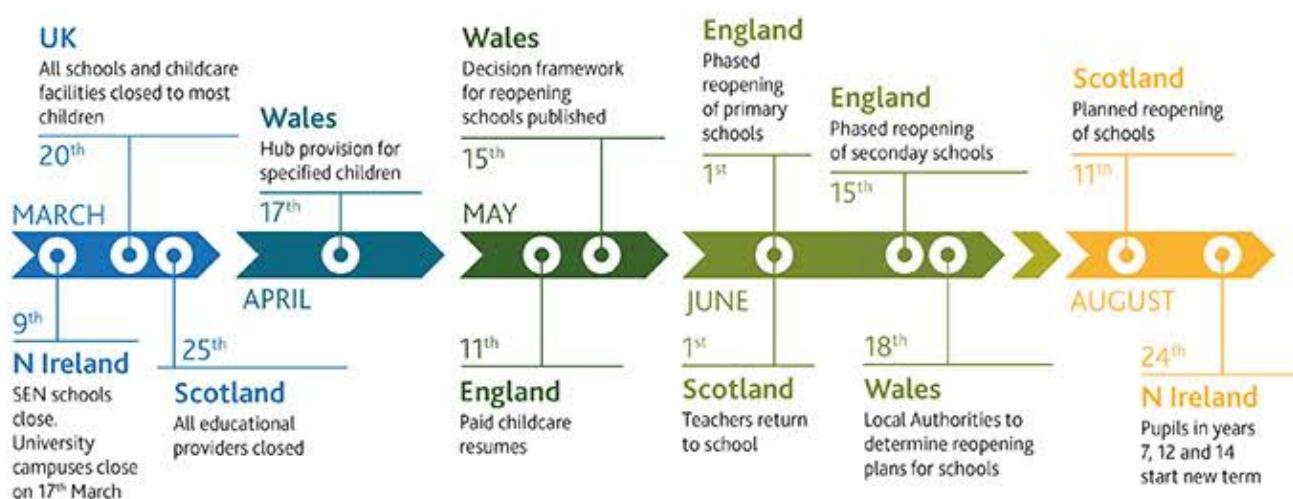 UK
All schools and childcare
facilities closed to most
children
20th
Wales
Hub provision for
specified children
17th
Wales
Decision framework
for reopening
schools published
15th
England
Phased
reopening
of primary
schools
1st
England
Phased reopening
of seconday schools
15th
Scotland
Planned reopening
of schools
11th
MARCH
APRIL
MAY
JUNE
AUGUST
9th
N Ireland
SEN schools
close.
University
campuses close
on 17th March
25th
Scotland
All educational
providers closed
11th
England
Paid childcare
resumes
1st
Scotland
Teachers return
to school
18th
Wales
Local Authorities to
determine reopening
plans for schools
24th
N Ireland
Pupils in years
7, 12 and 14
start new term